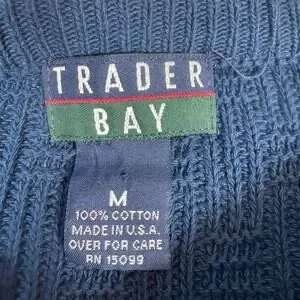 TRADER
BAY
M
100% COTTON
MADE IN U.S.A.
OVER FOR CARE
RN 15099